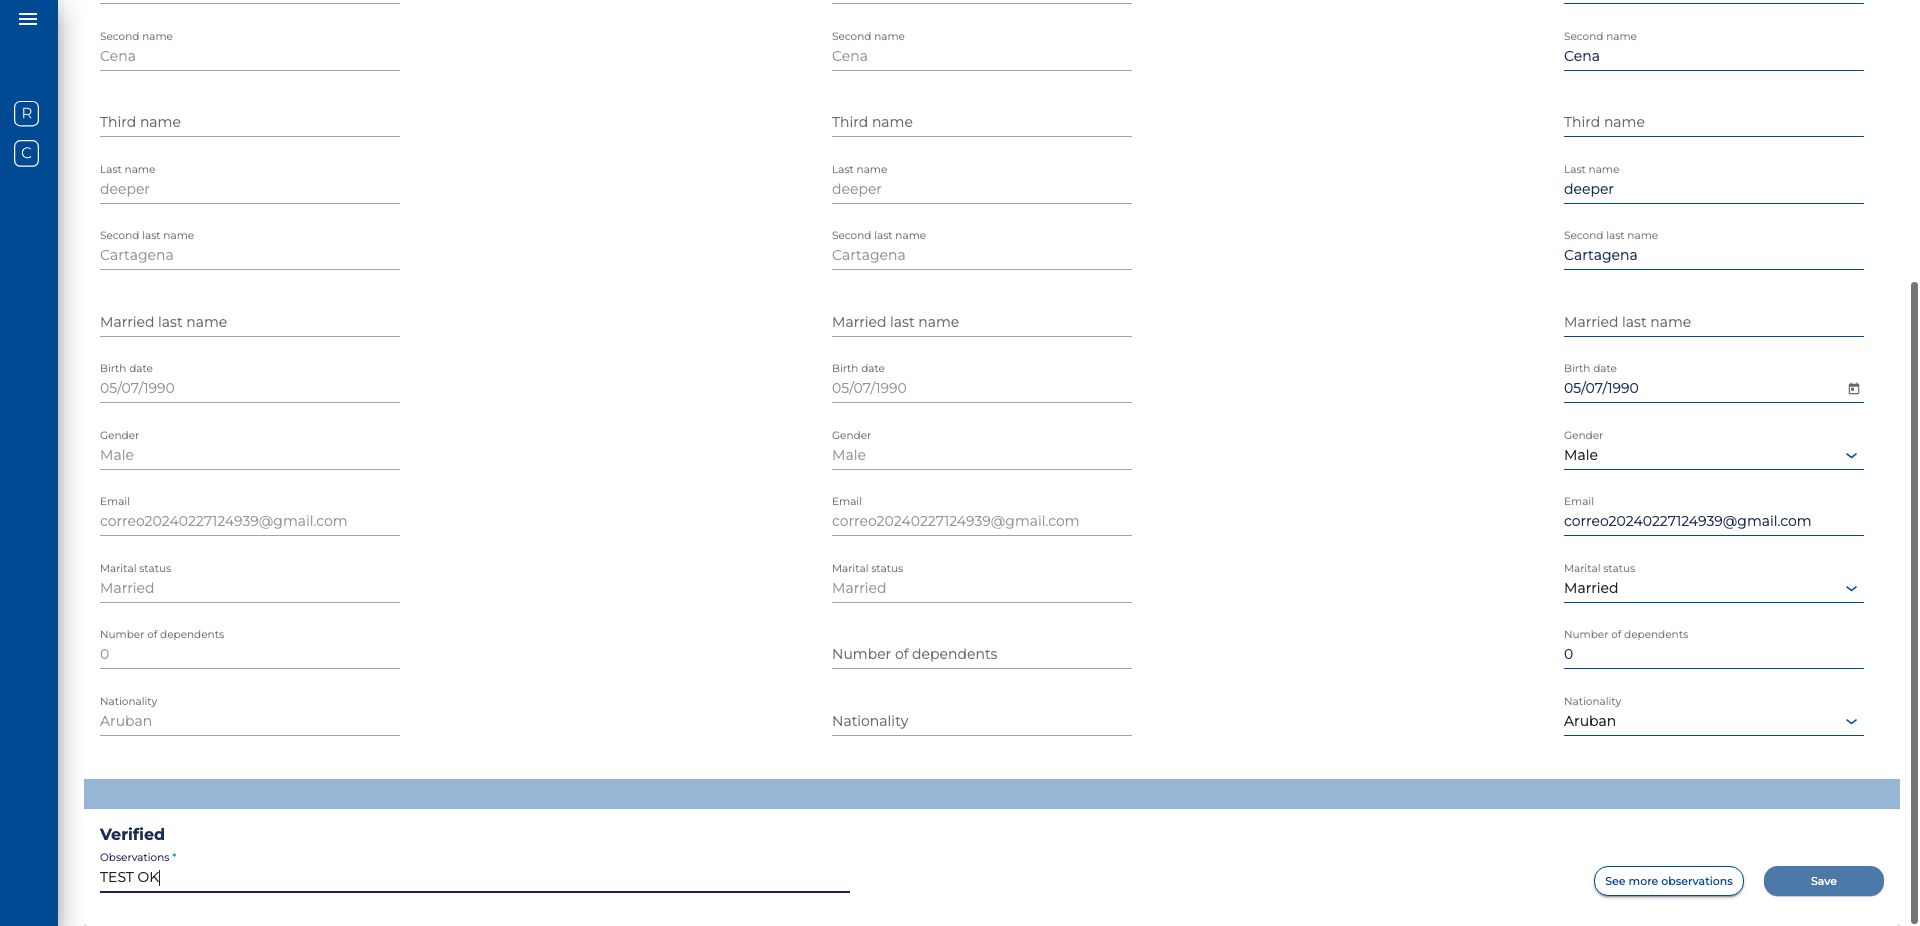 R
C
Second name
Cena
Second name
Cena
Second name
Cena
Third name
Third name
Third name
Last name
deeper
Last name
deeper
Last name
deeper
Second last name
Cartagena
Second last name
Cartagena
Second last name
Cartagena
Married last name
Married last name
Married last name
Birth date
05/07/1990
Birth date
05/07/1990
Birth date
05/07/1990
Gender
Male
Gender
Male
Gender
Male
Email
correo20240227124939@gmail.com
Email
correo20240227124939@gmail.com
Email
correo20240227124939@gmail.com
Marital status
Married
Marital status
Married
Marital status
Married
Number of dependents
0
Number of dependents
Number of dependents
0
Nationality
Aruban
Nationality
Nationality
Aruban
Verified
Observations *
TEST OK
See more observations
Save